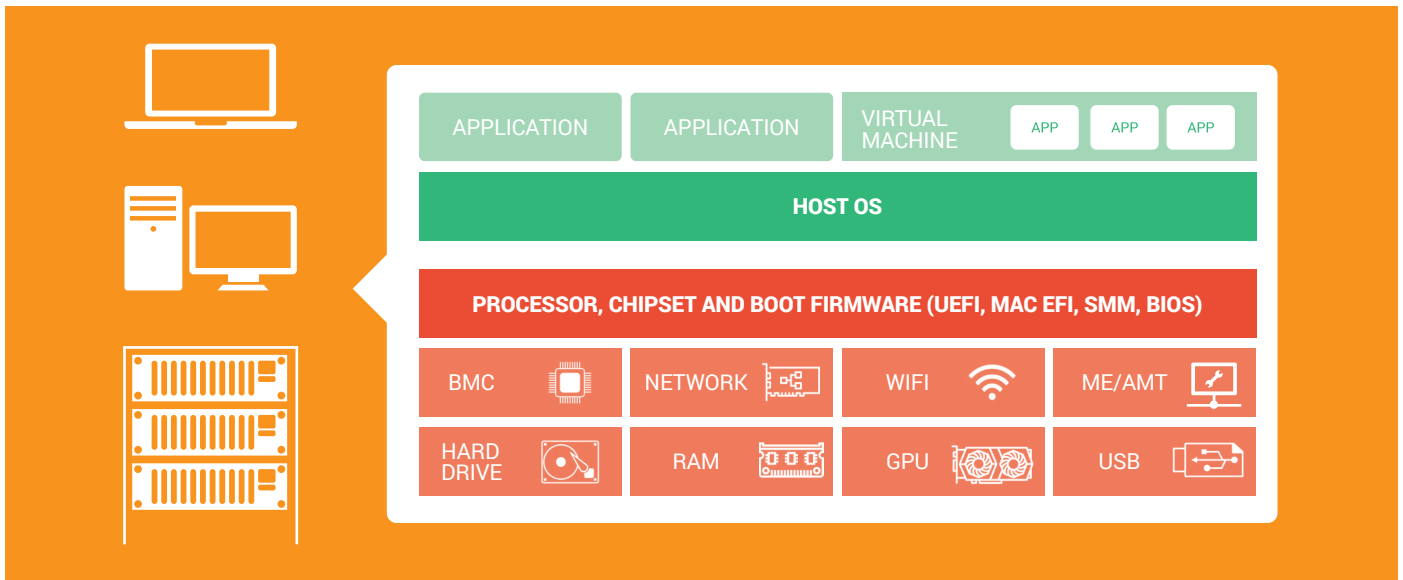 APPLICATION
APPLICATION
VIRTUAL
MACHINE
APP
APP
APP
HOST OS
PROCESSOR, CHIPSET AND BOOT FIRMWARE (UEFI, MAC EFI, SMM, BIOS)
BMC
NETWORK
WIFI
ME/AMT
HARD
DRIVE
RAM
GPU
USB